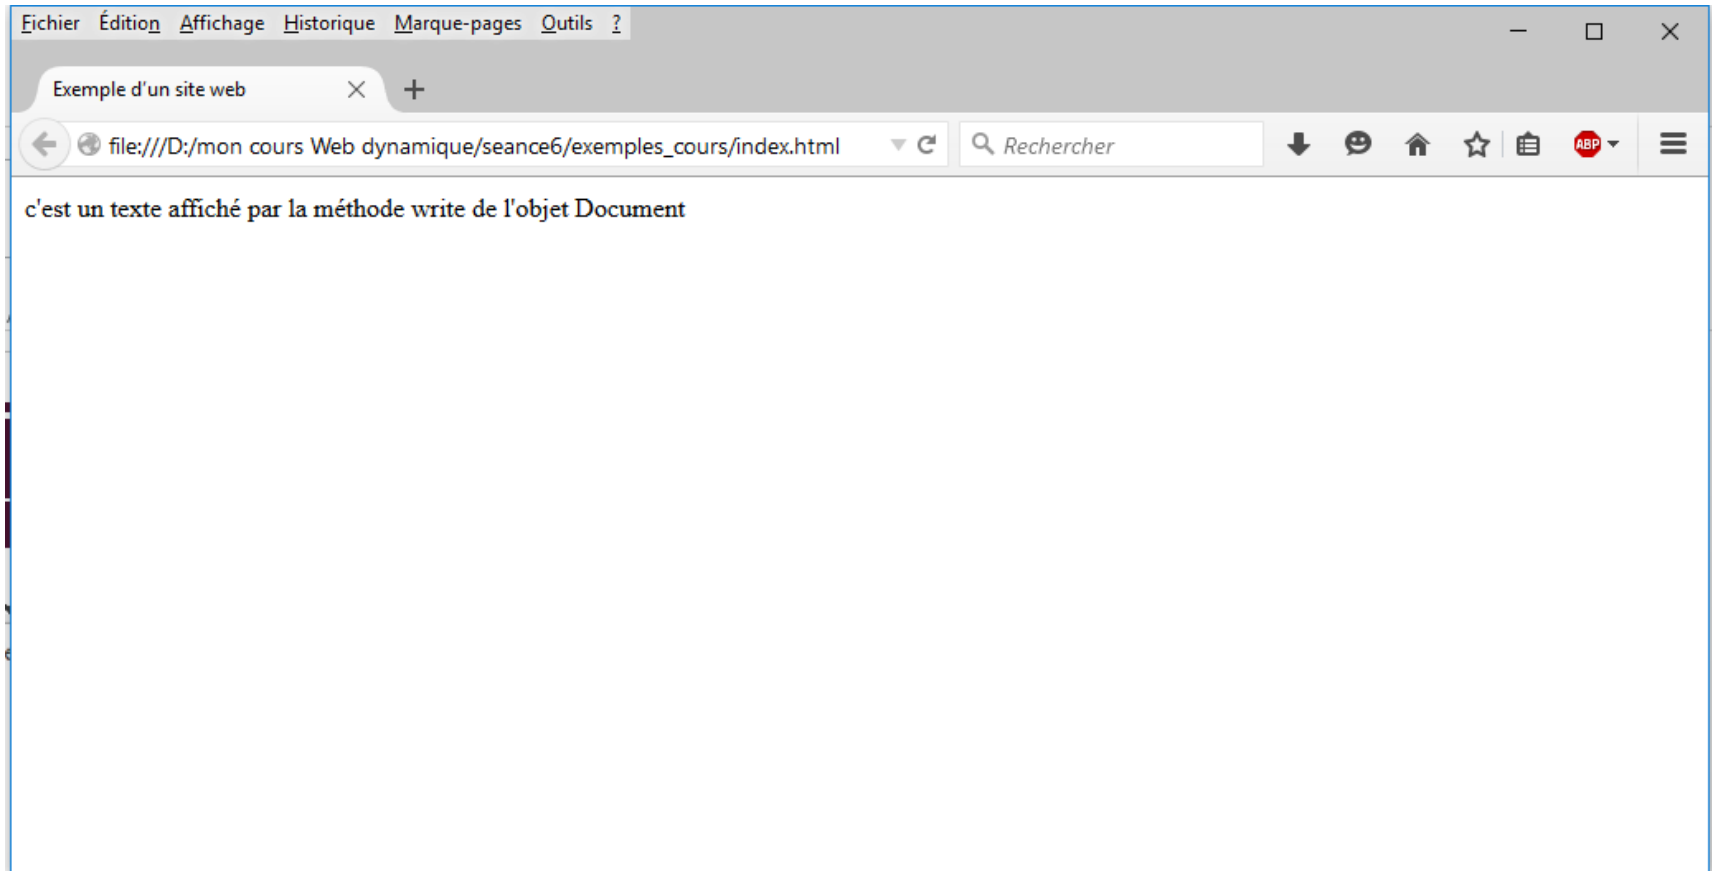 Fichier Édition Affichage Historique Marque-pages Outils ?
Exemple d'un site web
file:///D:/mon cours Web dynamique/seance6/exemples_cours/index.html
Rechercher
ABP
c'est un texte affiché par la méthode write de l'objet Document